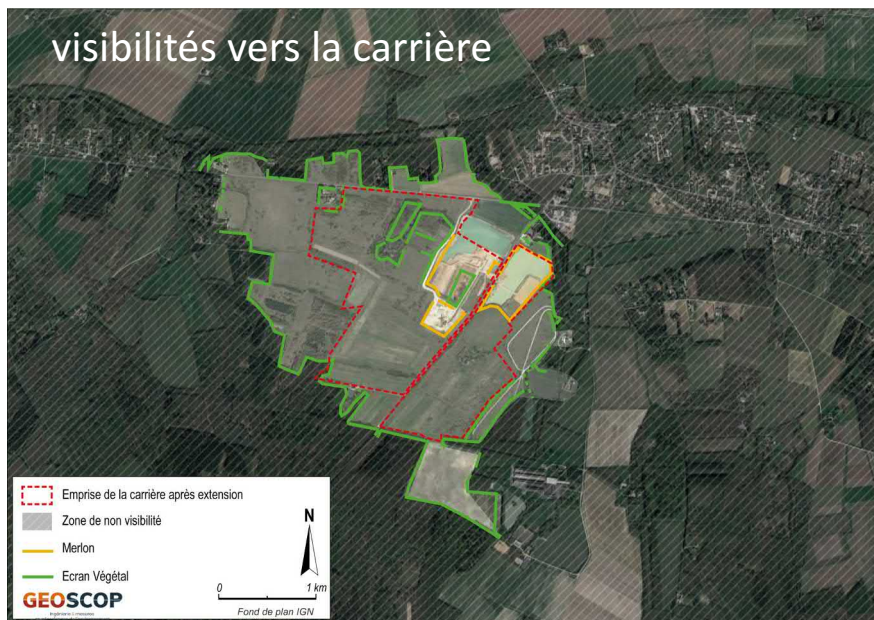 visibilités vers la carrière
Emprise de la carrière après extension
Zone de non visibilité
Merlon
Ecran Végétal
N
0 1 km
Fond de plan IGN
GEOSCOP